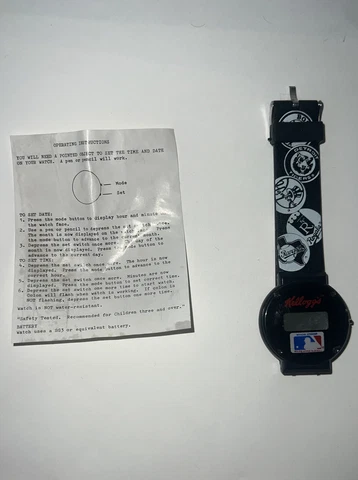 OPERATING INSTRUCTIONS
YOU WILL NEED A POINTED OBJECT TO SET THE TIME AND DATE
ON YOUR WATCH. A pen or pencil will work.
Mode
Set
TO SET DATE:
1. Press the mode button to display hour and minute
the watch face.
2. Use a pen or pencil to depress the set
The month is now displayed on the Press
the mode button to advance to the current month.
3. Depress the set switch once more. The day of the
month is now displayed. Press button to
advance to the current day.
TO SET TIME:
4. Depress the set switch once more. The hour is now
displayed. Press the mode button to advance to the
correct hour.
5. Depress the set switch once. Minutes are now
displayed. Press the mode button to set correct time.
6. Depress the set switch once more to start watch.
Colon will flash when watch is working. If colon is
NOT flashing, depress the set button one more time.
Watch is NOT water-resistant.
"Safety Tested. Recommended for Children three and over."
BATTERY
Watch uses a or equivalent battery.
Kellogg's